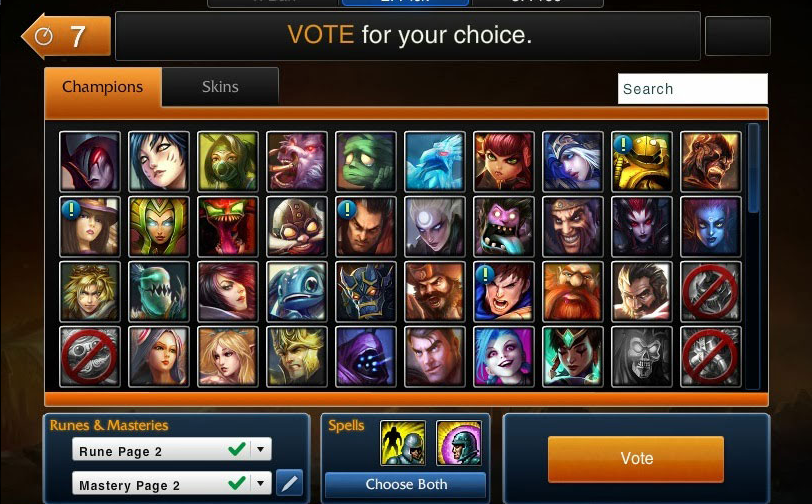 7
VOTE for your choice.
Champions
Skins
Search
Runes & Masteries
Rune Page 2
Mastery Page 2
Spells
Choose Both
Vote